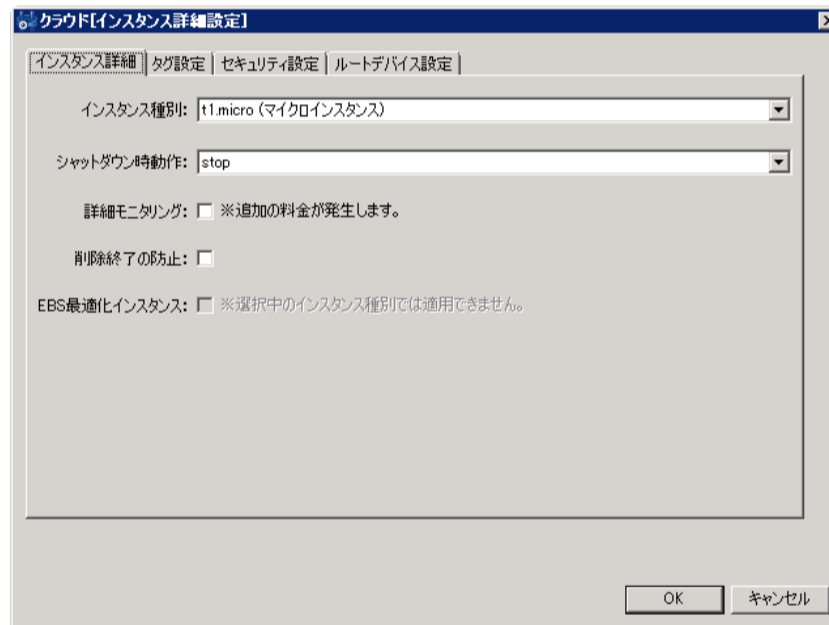 クラウド[インスタンス詳細設定]
インスタンス詳細 タグ設定 セキュリティ設定 ルートデバイス設定
インスタンス種別: t1.micro (マイクロインスタンス)
シャットダウン時動作: stop
詳細モニタリング: ※追加の料金が発生します。
削除終了の防止:
EBS最適化インスタンス: ※選択中のインスタンス種別では適用できません。
OK キャンセル